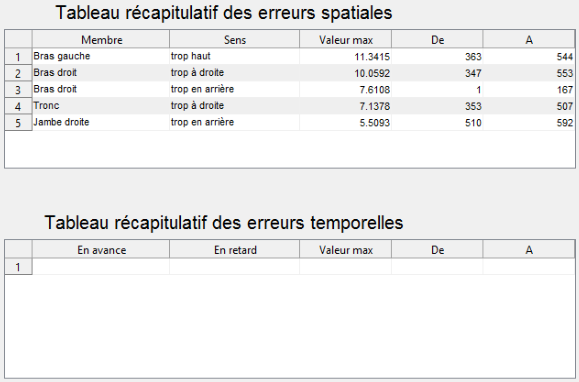 Tableau récapitulatif des erreurs spatiales
Membre Sens Valeur max De A
1 Bras gauche trop haut 11.3415 363 544
2 Bras droit trop à droite 10.0592 347 553
3 Bras droit trop en arrière 7.6108 1 167
4 Tronc trop à droite 7.1378 353 507
5 Jambe droite trop en arrière 5.5093 510 592
Tableau récapitulatif des erreurs temporelles
En avance En retard Valeur max De A
1